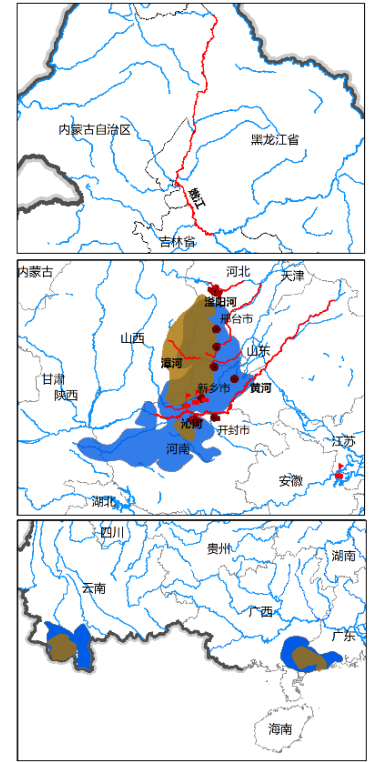 内蒙古自治区
黑龙江省
嫩江
吉林省
内蒙古
河北
天津
滏阳河
邢台市
山西
山东
漳河
甘肃
陕西
新乡市
黄河
沁河
开封市
江苏
河南
安徽
湖北
四川
贵州
湖南
云南
广西
广东
海南